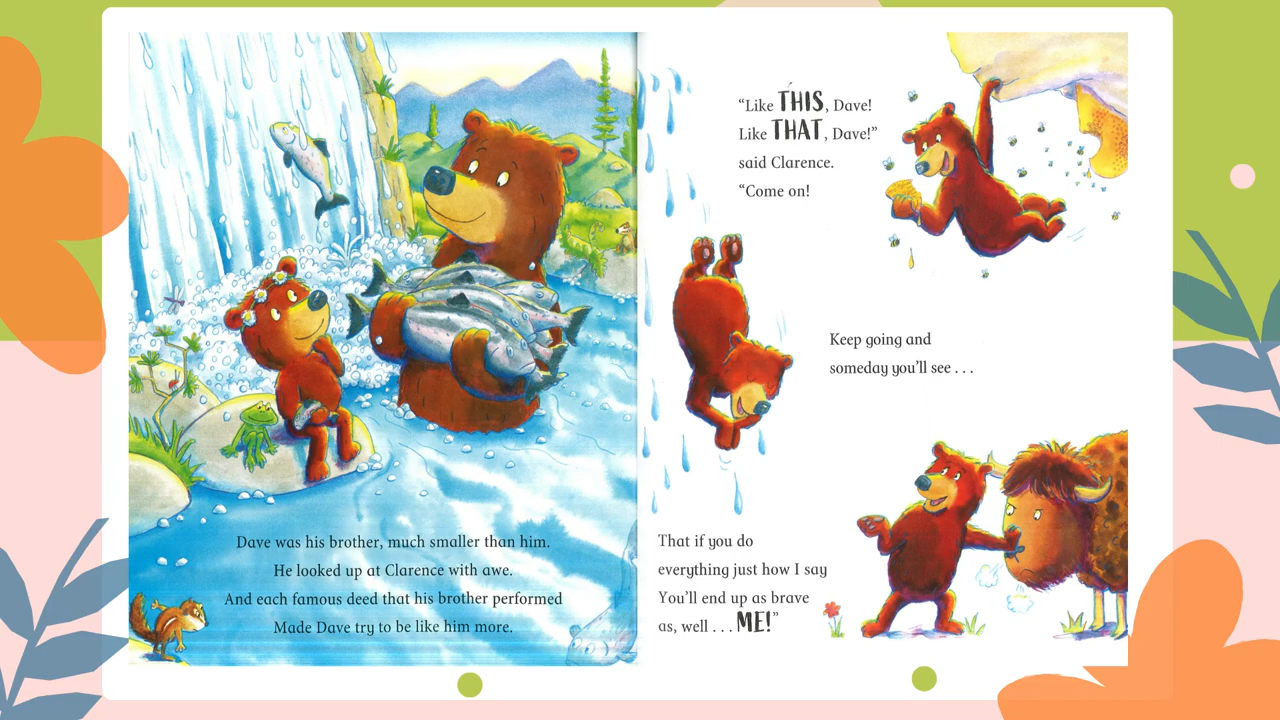 Dave was his brother, much smaller than him.
He looked up at Clarence with awe.
And each famous deed that his brother performed
Made Dave try to be like him more.
“Like THIS, Dave!
Like THAT, Dave!”
said Clarence.
“Come on!
Keep going and
someday you’ll see . . .
That if you do
everything just how I say
You’ll end up as brave
as, well . . . ME!”